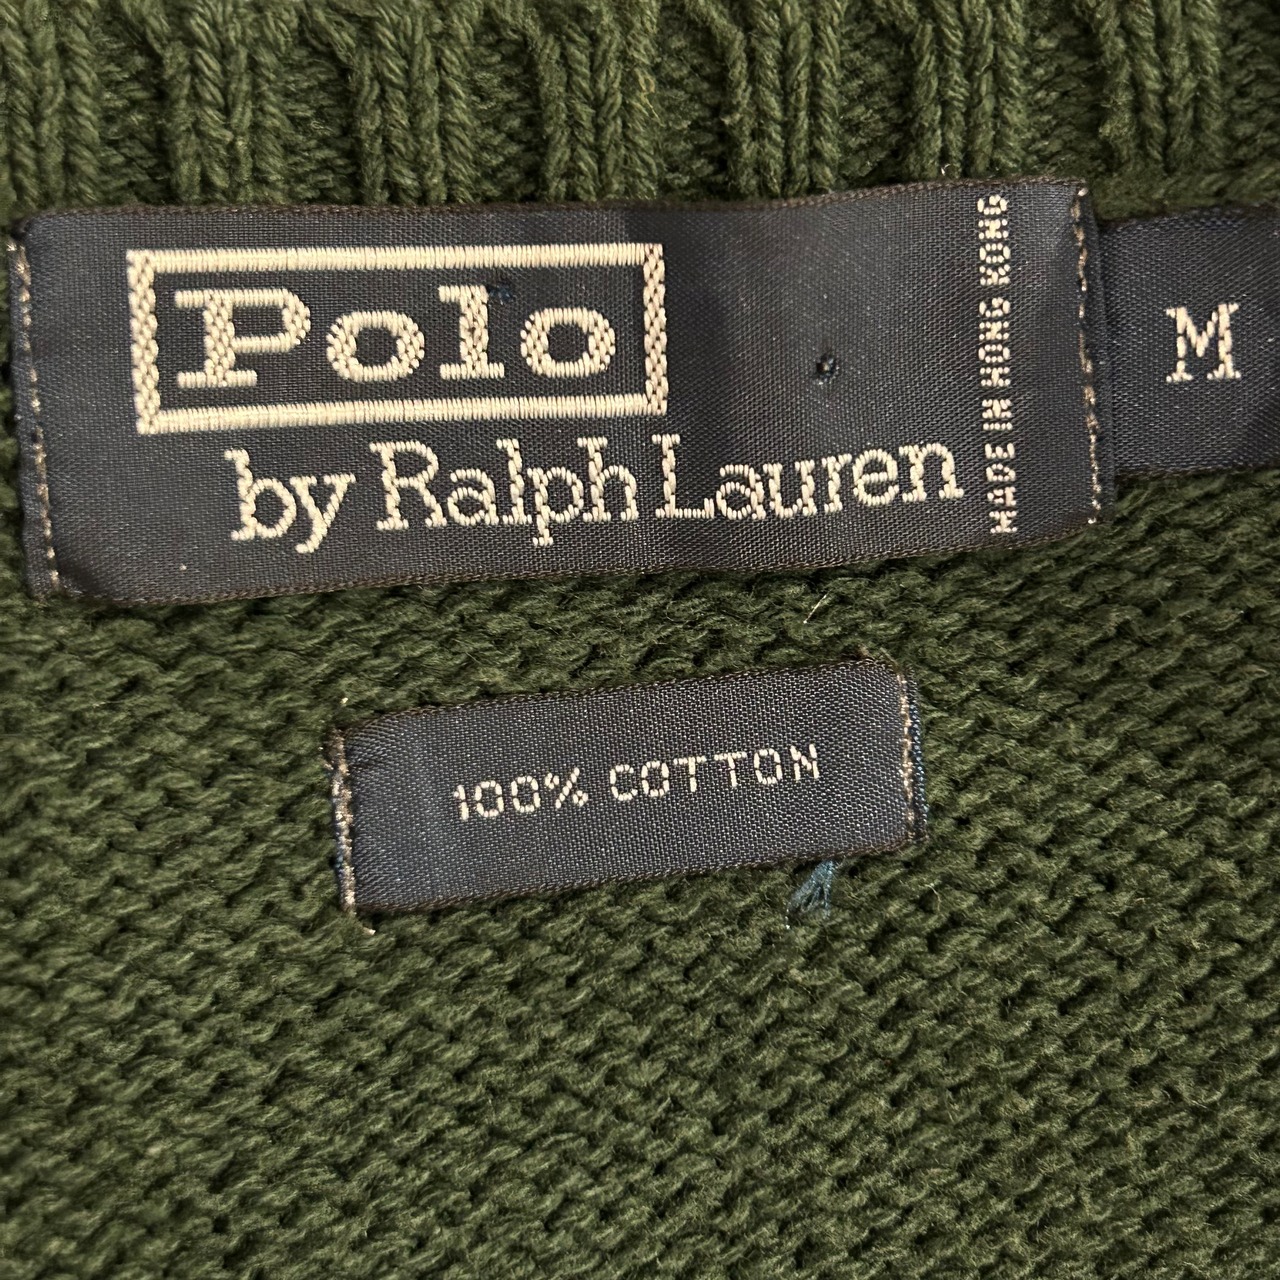 Polo
by Ralph Lauren
MADE IN HONG KONG
M
100% COTTON